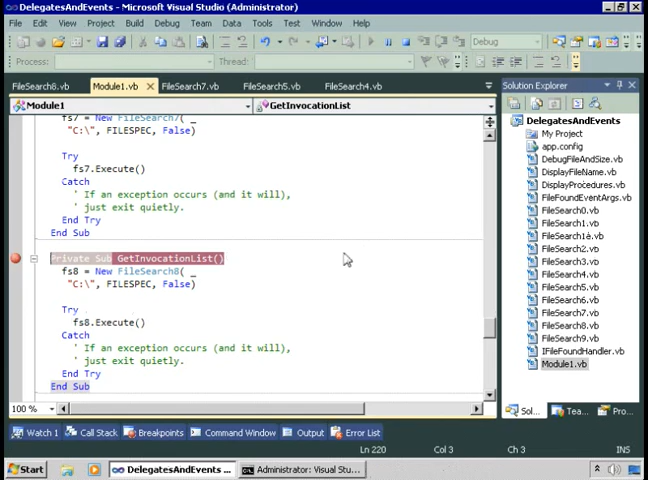 DelegatesAndEvents - Microsoft Visual Studio (Administrator)
File Edit View Project Build Debug Team Data Tools Test Window Help
Debug
Process: Thread:
FileSearch8.vb Module1.vb FileSearch7.vb FileSearch5.vb FileSearch4.vb
Module1 GetInvocationList
fs7 = New FileSearch7( _
"C:\", FILESPEC, False)
Try
fs7.Execute()
Catch
' If an exception occurs (and it will),
' just exit quietly.
End Try
End Sub
Private Sub GetInvocationList()
fs8 = New FileSearch8( _
"C:\", FILESPEC, False)
Try
fs8.Execute()
Catch
' If an exception occurs (and it will),
' just exit quietly.
End Try
End Sub
100 %
Solution Explorer
DelegatesAndEvents
My Project
app.config
DebugFileAndSize.vb
DisplayFileName.vb
DisplayProcedures.vb
FileFoundEventArgs.vb
FileSearch0.vb
FileSearch1.vb
FileSearch1a.vb
FileSearch2.vb
FileSearch3.vb
FileSearch4.vb
FileSearch5.vb
FileSearch6.vb
FileSearch7.vb
FileSearch8.vb
FileSearch9.vb
IFileFoundHandler.vb
Module1.vb
Sol... Tea... Pro...
Watch 1 Call Stack Breakpoints Command Window Output Error List
Ln 220 Col 3 Ch 3 INS
Start DelegatesAndEvents ... Administrator: Visual Stu...